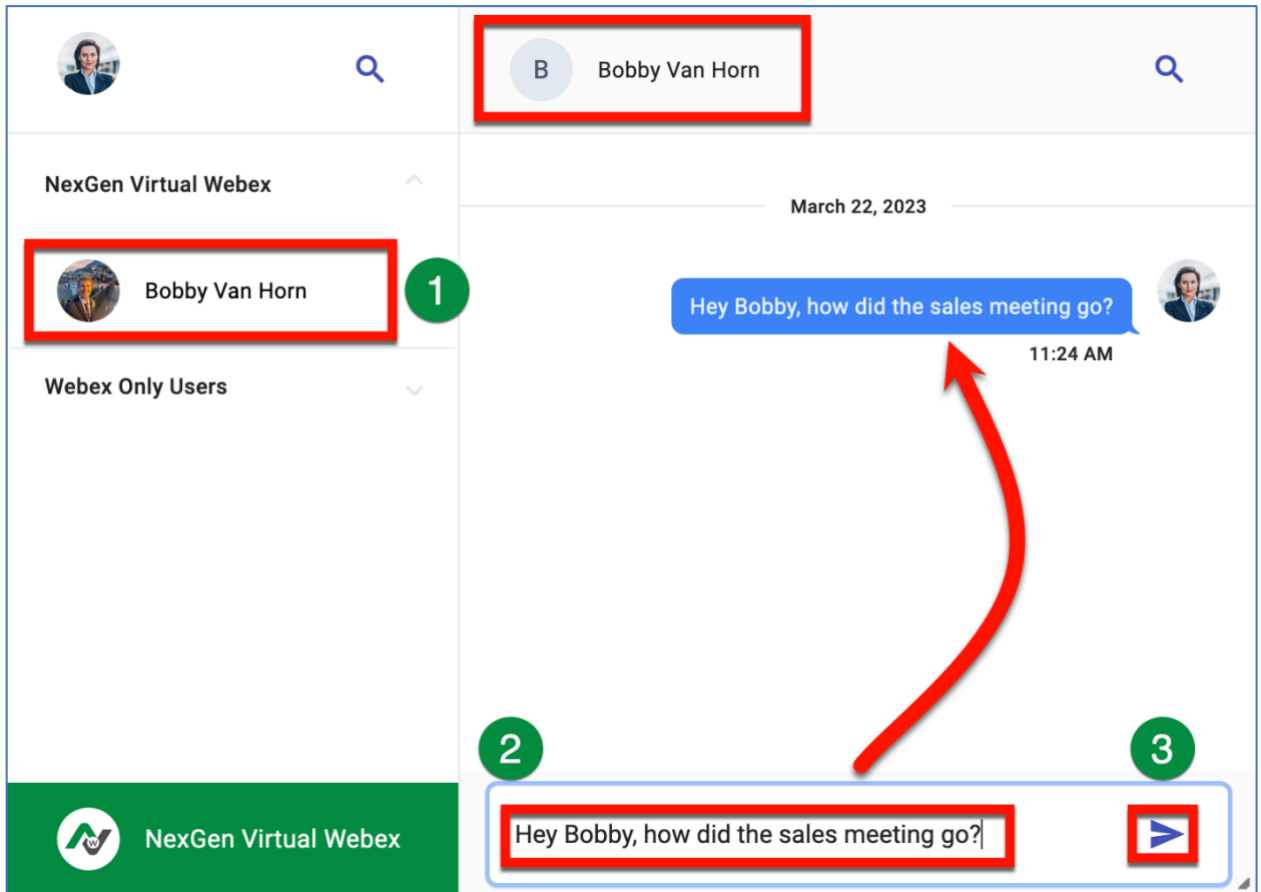 B
Bobby Van Horn
NexGen Virtual Webex
March 22, 2023
Bobby Van Horn
1
Hey Bobby, how did the sales meeting go?
11:24 AM
Webex Only Users
2
3
W
NexGen Virtual Webex
Hey Bobby, how did the sales meeting go?